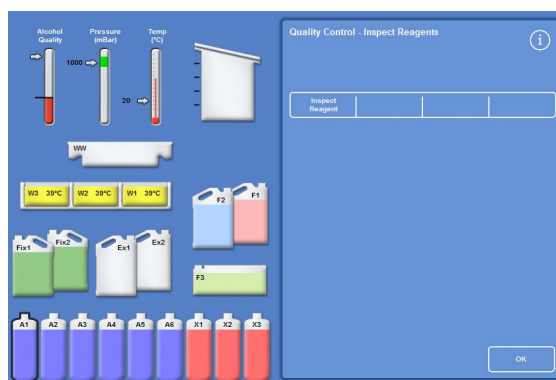 Alcohol
Quality
Pressure
(mBar)
Temp
(°C)
1000
20
WW
W3 39°C
W2 39°C
W1 39°C
F2
F1
Fix1
Fix2
Ex1
Ex2
F3
A1
A2
A3
A4
A5
A6
X1
X2
X3
Quality Control - Inspect Reagents
i
Inspect
Reagent
OK